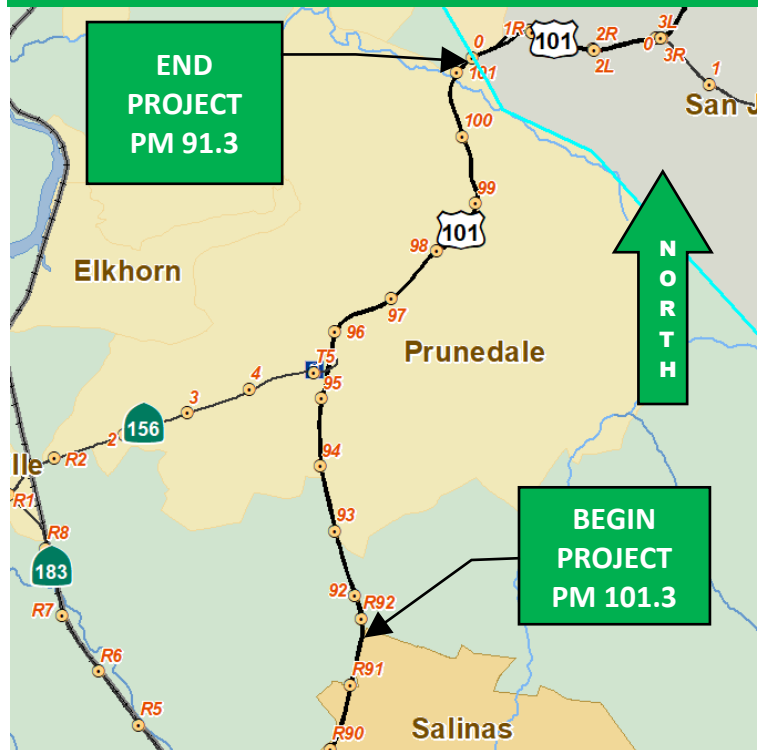 END
PROJECT
PM 91.3
0
1R
101
2R
2L
3L
0
3R
1
San J
101
100
99
101
98
97
96
Elkhorn
Prunedale
NORTH
T5
95
4
3
156
2
R2
lle
R1
94
93
R8
183
R7
92
R92
BEGIN
PROJECT
PM 101.3
R6
R91
R5
R90
Salinas